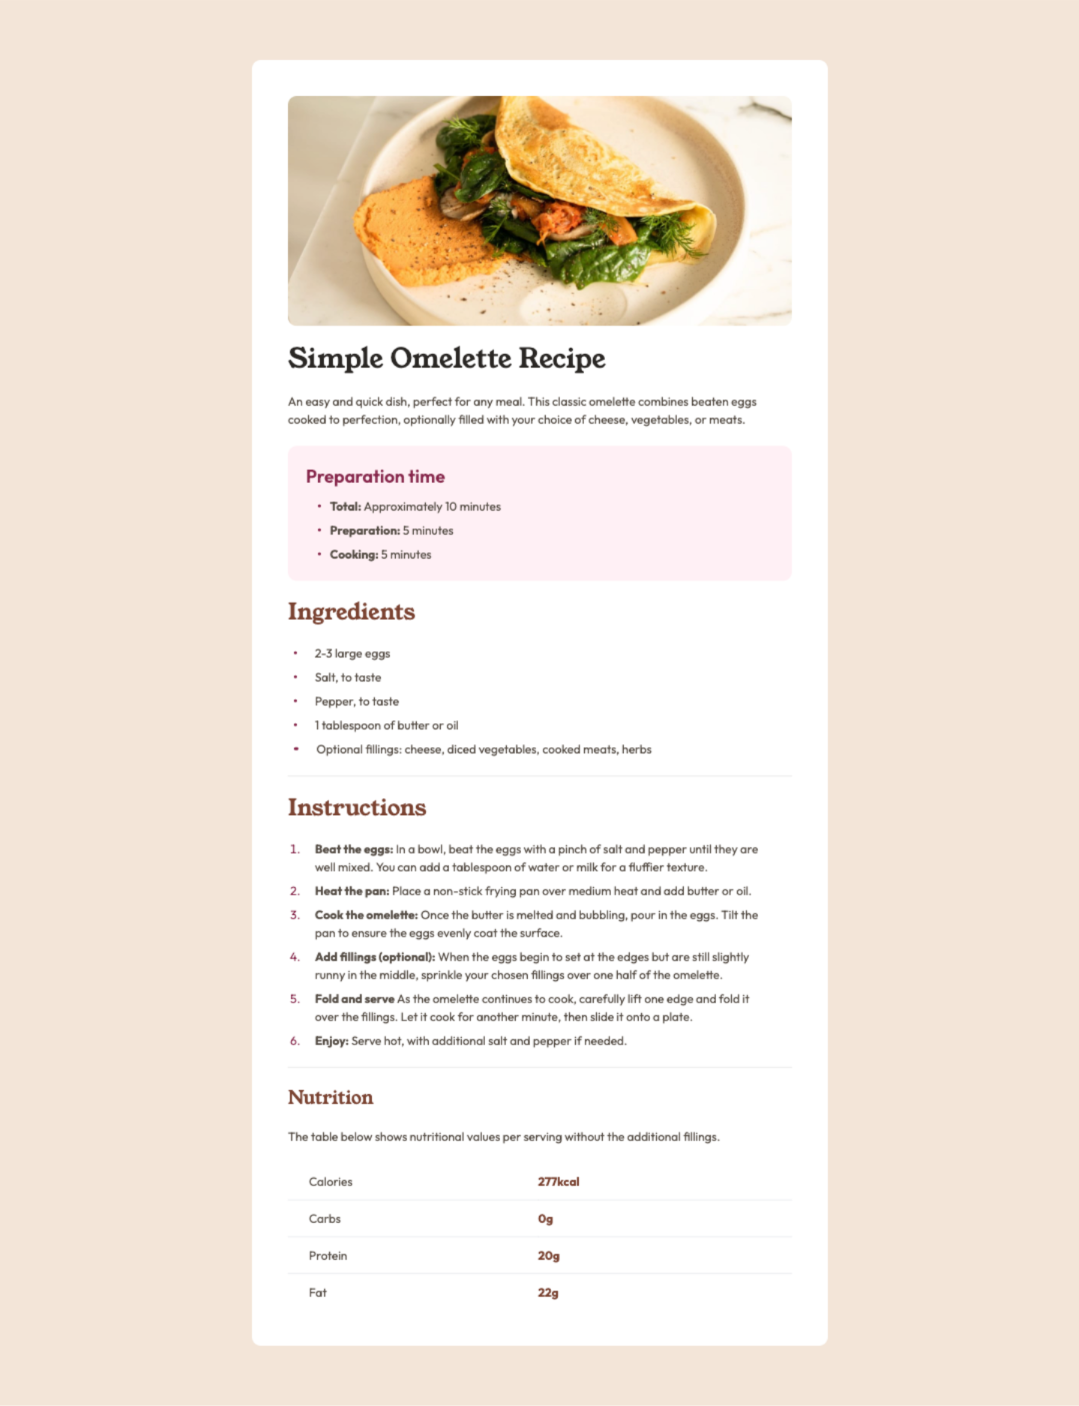 Simple Omelette Recipe
An easy and quick dish, perfect for any meal. This classic omelette combines beaten eggs
cooked to perfection, optionally filled with your choice of cheese, vegetables, or meats.
Preparation time
• Total: Approximately 10 minutes
• Preparation: 5 minutes
• Cooking: 5 minutes
Ingredients
• 2-3 large eggs
• Salt, to taste
• Pepper, to taste
• 1 tablespoon of butter or oil
• Optional fillings: cheese, diced vegetables, cooked meats, herbs
Instructions
1. Beat the eggs: In a bowl, beat the eggs with a pinch of salt and pepper until they are
well mixed. You can add a tablespoon of water or milk for a fluffier texture.
2. Heat the pan: Place a non-stick frying pan over medium heat and add butter or oil.
3. Cook the omelette: Once the butter is melted and bubbling, pour in the eggs. Tilt the
pan to ensure the eggs evenly coat the surface.
4. Add fillings (optional): When the eggs begin to set at the edges but are still slightly
runny in the middle, sprinkle your chosen fillings over one half of the omelette.
5. Fold and serve As the omelette continues to cook, carefully lift one edge and fold it
over the fillings. Let it cook for another minute, then slide it onto a plate.
6. Enjoy: Serve hot, with additional salt and pepper if needed.
Nutrition
The table below shows nutritional values per serving without the additional fillings.
Calories 277kcal
Carbs 0g
Protein 20g
Fat 22g